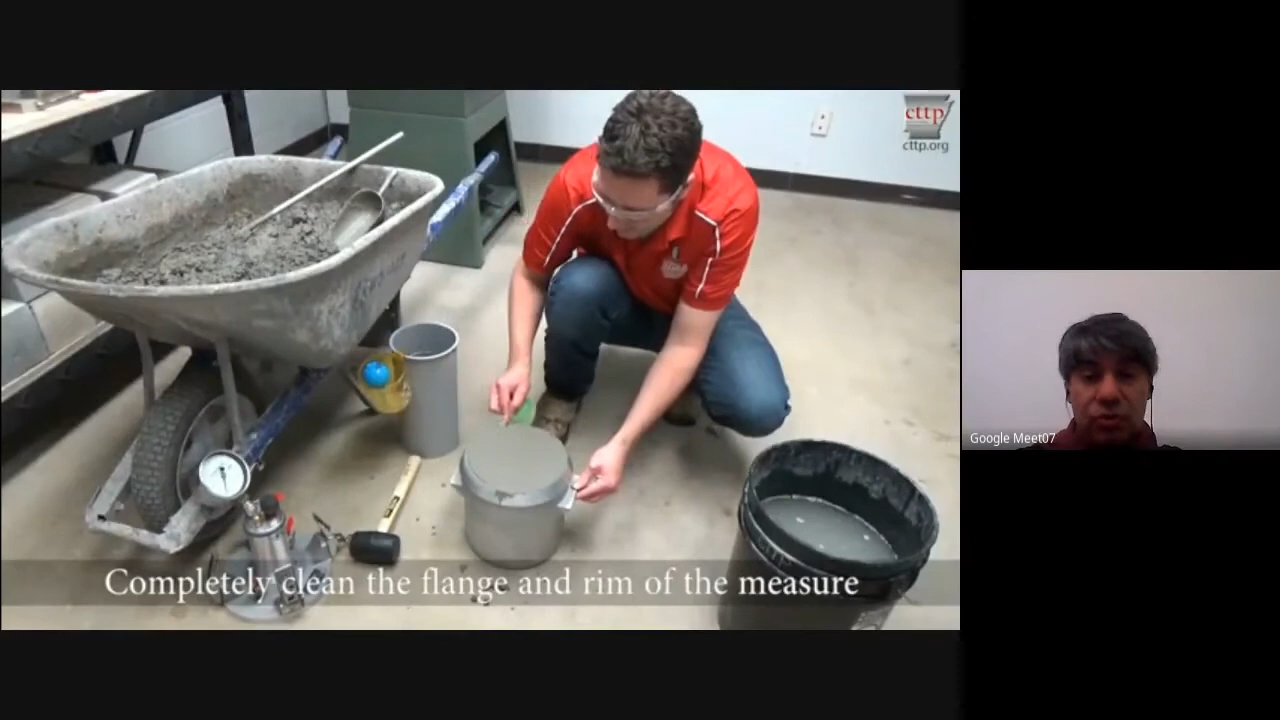 cttp
cttp.org
Google Meet07
Completely clean the flange and rim of the measure